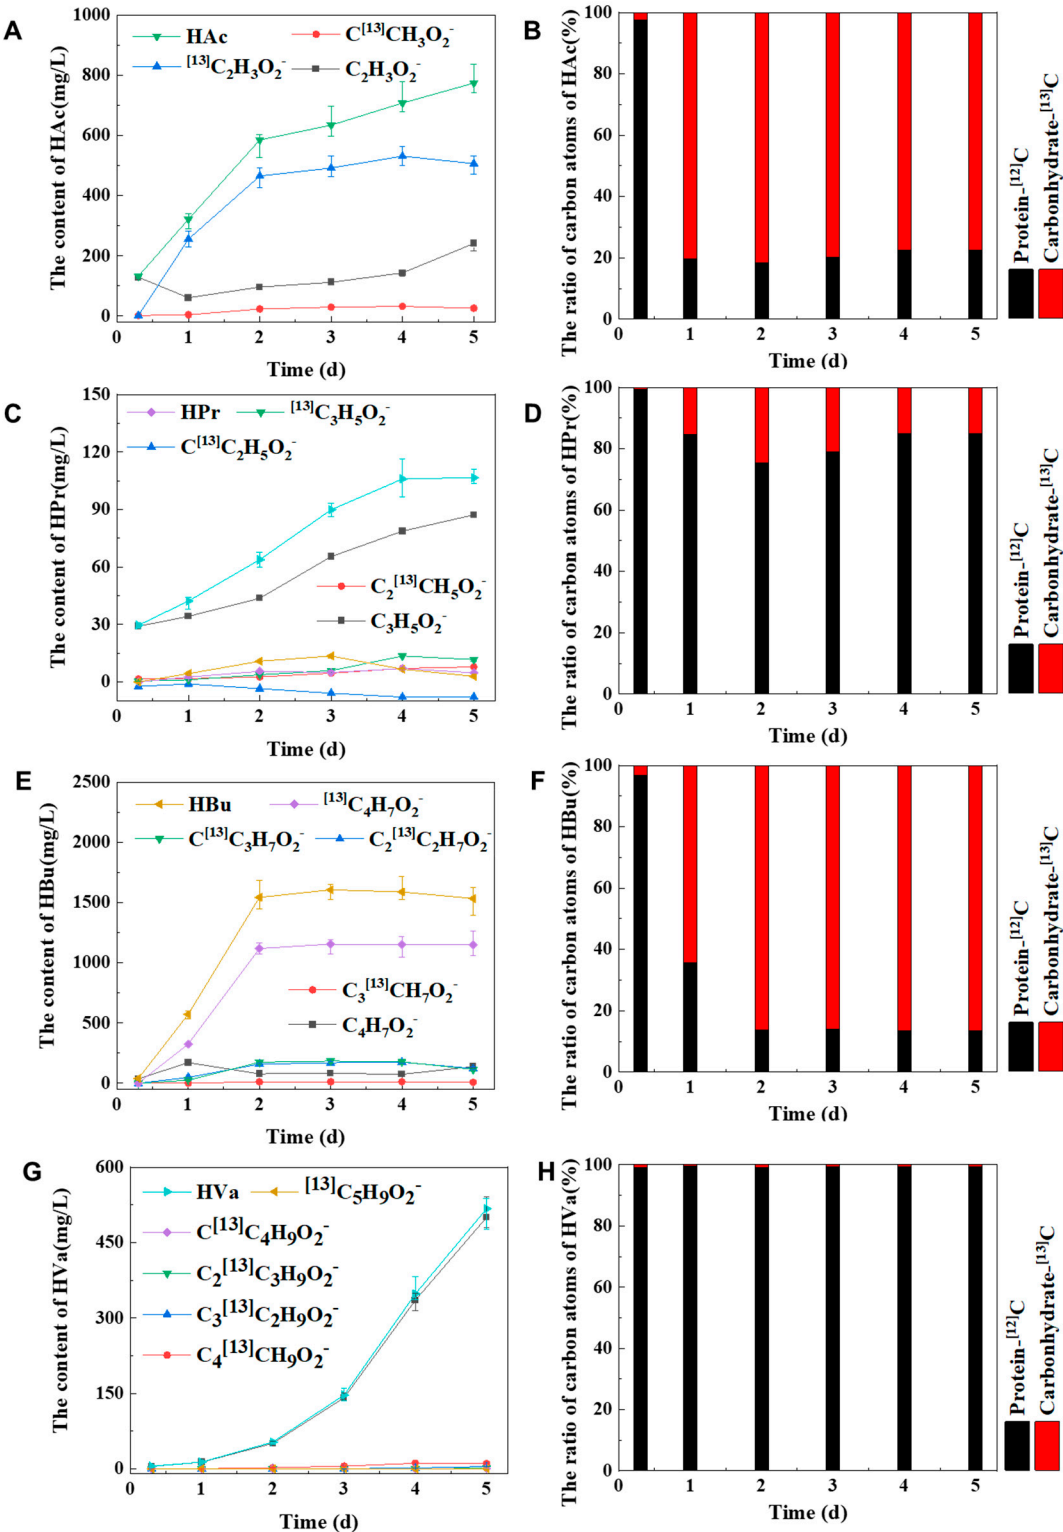 A
HAc
C[13]CH3O2-
[13]C2H3O2-
C2H3O2-
The content of HAc(mg/L)
800
600
400
200
0
0 1 2 3 4 5
Time (d)
B
The ratio of carbon atoms of HAc(%)
100
80
60
40
20
0
0 1 2 3 4 5
Time (d)
Protein-[12]C
Carbonhydrate-[13]C
C
HPr
[13]C3H5O2-
C[13]C2H5O2-
C2[13]CH5O2-
C3H5O2-
The content of HPr(mg/L)
150
120
90
60
30
0
0 1 2 3 4 5
Time (d)
D
The ratio of carbon atoms of HPr(%)
100
80
60
40
20
0
0 1 2 3 4 5
Time (d)
Protein-[12]C
Carbonhydrate-[13]C
E
HBu
[13]C4H7O2-
C[13]C3H7O2-
C2[13]C2H7O2-
C3[13]CH7O2-
C4H7O2-
The content of HBu(mg/L)
2500
2000
1500
1000
500
0
0 1 2 3 4 5
Time (d)
F
The ratio of carbon atoms of HBu(%)
100
80
60
40
20
0
0 1 2 3 4 5
Time (d)
Protein-[12]C
Carbonhydrate-[13]C
G
HVa
[13]C5H9O2-
C[13]C4H9O2-
C2[13]C3H9O2-
C3[13]C2H9O2-
C4[13]CH9O2-
The content of HVa(mg/L)
600
450
300
150
0
0 1 2 3 4 5
Time (d)
H
The ratio of carbon atoms of HVa(%)
100
80
60
40
20
0
0 1 2 3 4 5
Time (d)
Protein-[12]C
Carbonhydrate-[13]C